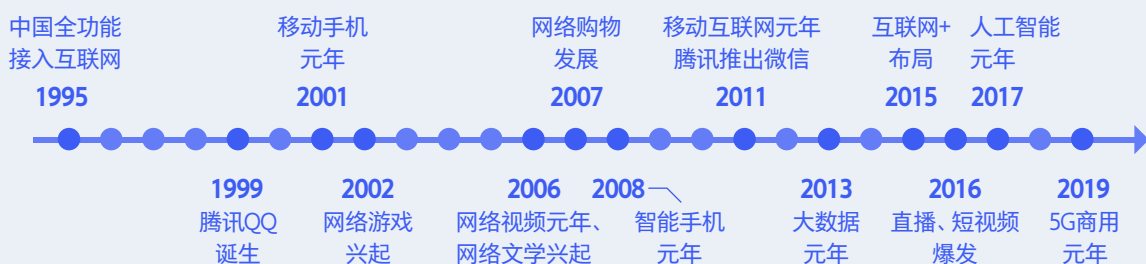 中国全功能
接入互联网
1995
移动手机
元年
2001
网络购物
发展
2007
移动互联网元年
腾讯推出微信
2011
互联网+
布局
2015
人工智能
元年
2017
1999
腾讯QQ
诞生
2002
网络游戏
兴起
2006
网络视频元年、
网络文学兴起
2008
智能手机
元年
2013
大数据
元年
2016
直播、短视频
爆发
2019
5G商用
元年